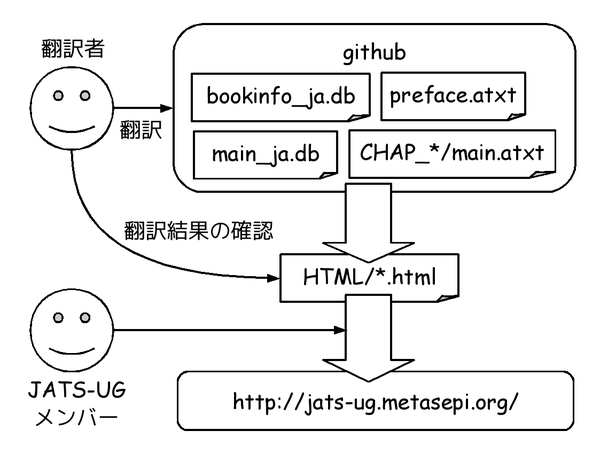 翻訳者
github
bookinfo_ja.db
preface.atxt
翻訳
main_ja.db
CHAP_*/main.atxt
翻訳結果の確認
HTML/*.html
JATS-UG
メンバー
http://jats-ug.metasepi.org/